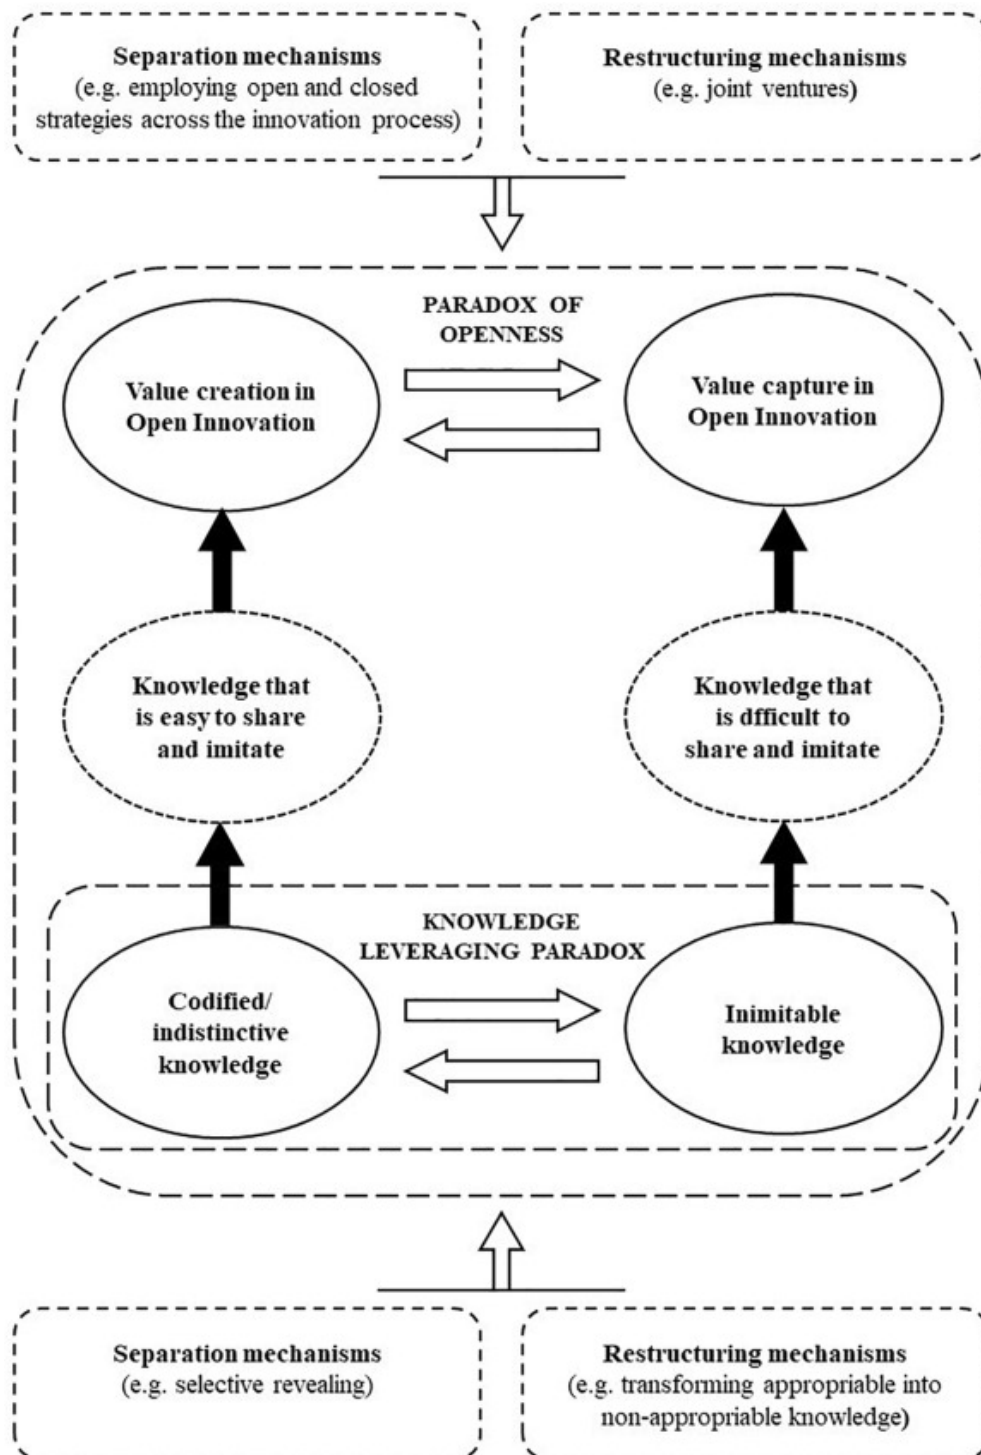 Separation mechanisms
(e.g. employing open and closed
strategies across the innovation process)
Restructuring mechanisms
(e.g. joint ventures)
PARADOX OF
OPENNESS
Value creation in
Open Innovation
Value capture in
Open Innovation
Knowledge that
is easy to share
and imitate
Knowledge that
is dfficult to
share and imitate
KNOWLEDGE
LEVERAGING PARADOX
Codified/
indistinctive
knowledge
Inimitable
knowledge
Separation mechanisms
(e.g. selective revealing)
Restructuring mechanisms
(e.g. transforming appropriable into
non-appropriable knowledge)